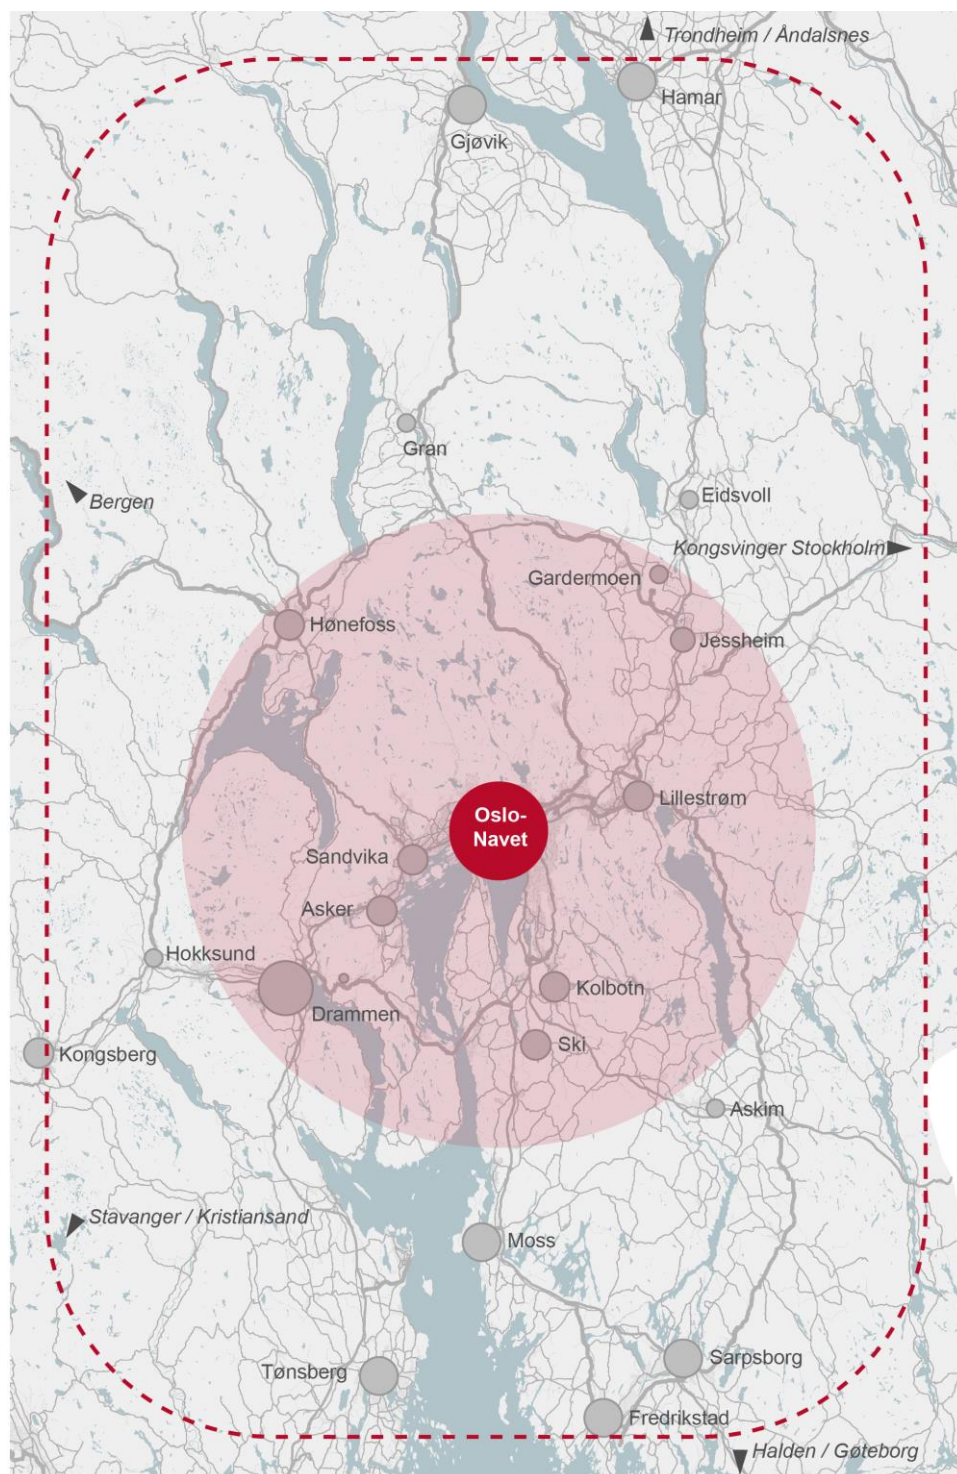 Trondheim / Åndalsnes
Hamar
Gjøvik
Gran
Bergen
Eidsvoll
Kongsvinger Stockholm
Gardermoen
Hønefoss
Jessheim
Lillestrøm
Oslo-
Navet
Sandvika
Asker
Hokksund
Kolbotn
Drammen
Ski
Kongsberg
Askim
Stavanger / Kristiansand
Moss
Sarpsborg
Tønsberg
Fredrikstad
Halden / Gøteborg